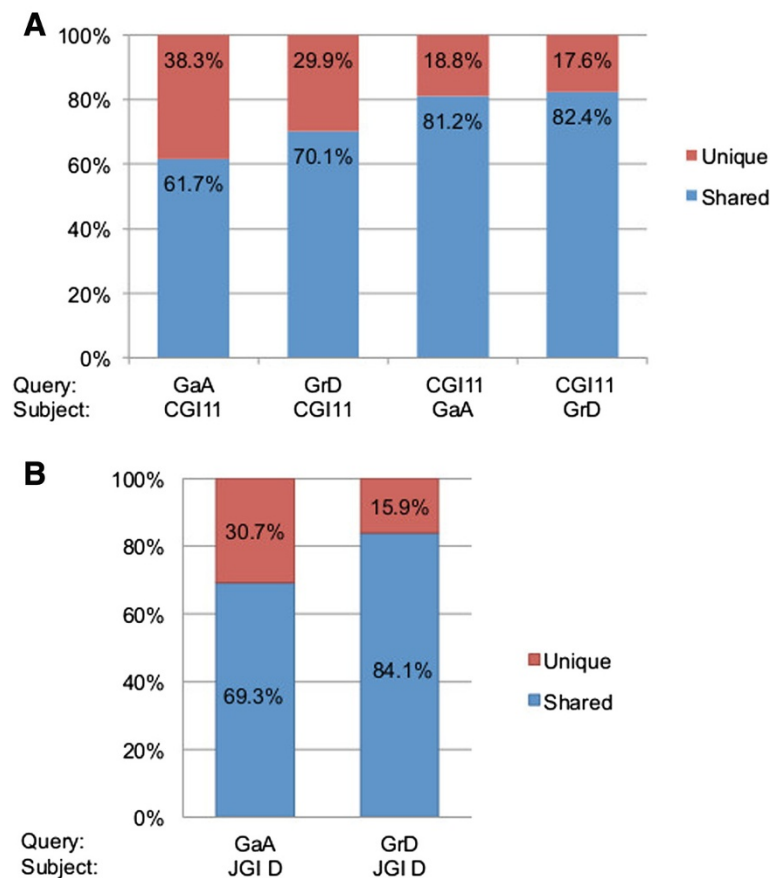 A
100%
80%
60%
40%
20%
0%
38.3%
29.9%
18.8%
17.6%
61.7%
70.1%
81.2%
82.4%
Unique
Shared
Query: GaA GrD CGI11 CGI11
Subject: CGI11 CGI11 GaA GrD
B
100%
80%
60%
40%
20%
0%
30.7%
15.9%
69.3%
84.1%
Unique
Shared
Query: GaA GrD
Subject: JGI D JGI D